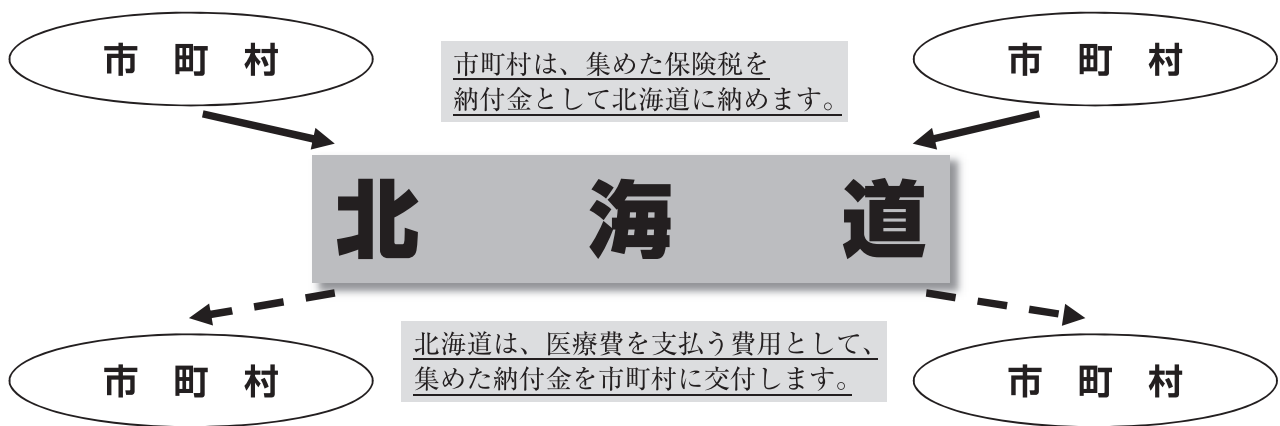 市町村
市町村
市町村は、集めた保険税を
納付金として北海道に納めます。
北海道
北海道は、医療費を支払う費用として、
集めた納付金を市町村に交付します。
市町村
市町村